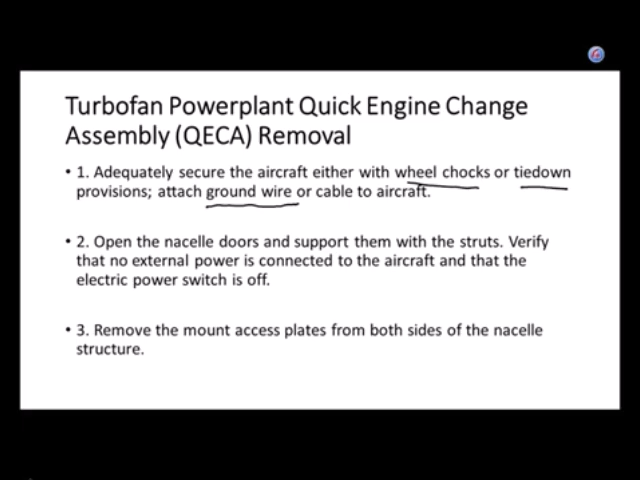 Turbofan Powerplant Quick Engine Change
Assembly (QECA) Removal
• 1. Adequately secure the aircraft either with wheel chocks or tiedown
provisions; attach ground wire or cable to aircraft.
• 2. Open the nacelle doors and support them with the struts. Verify
that no external power is connected to the aircraft and that the
electric power switch is off.
• 3. Remove the mount access plates from both sides of the nacelle
structure.